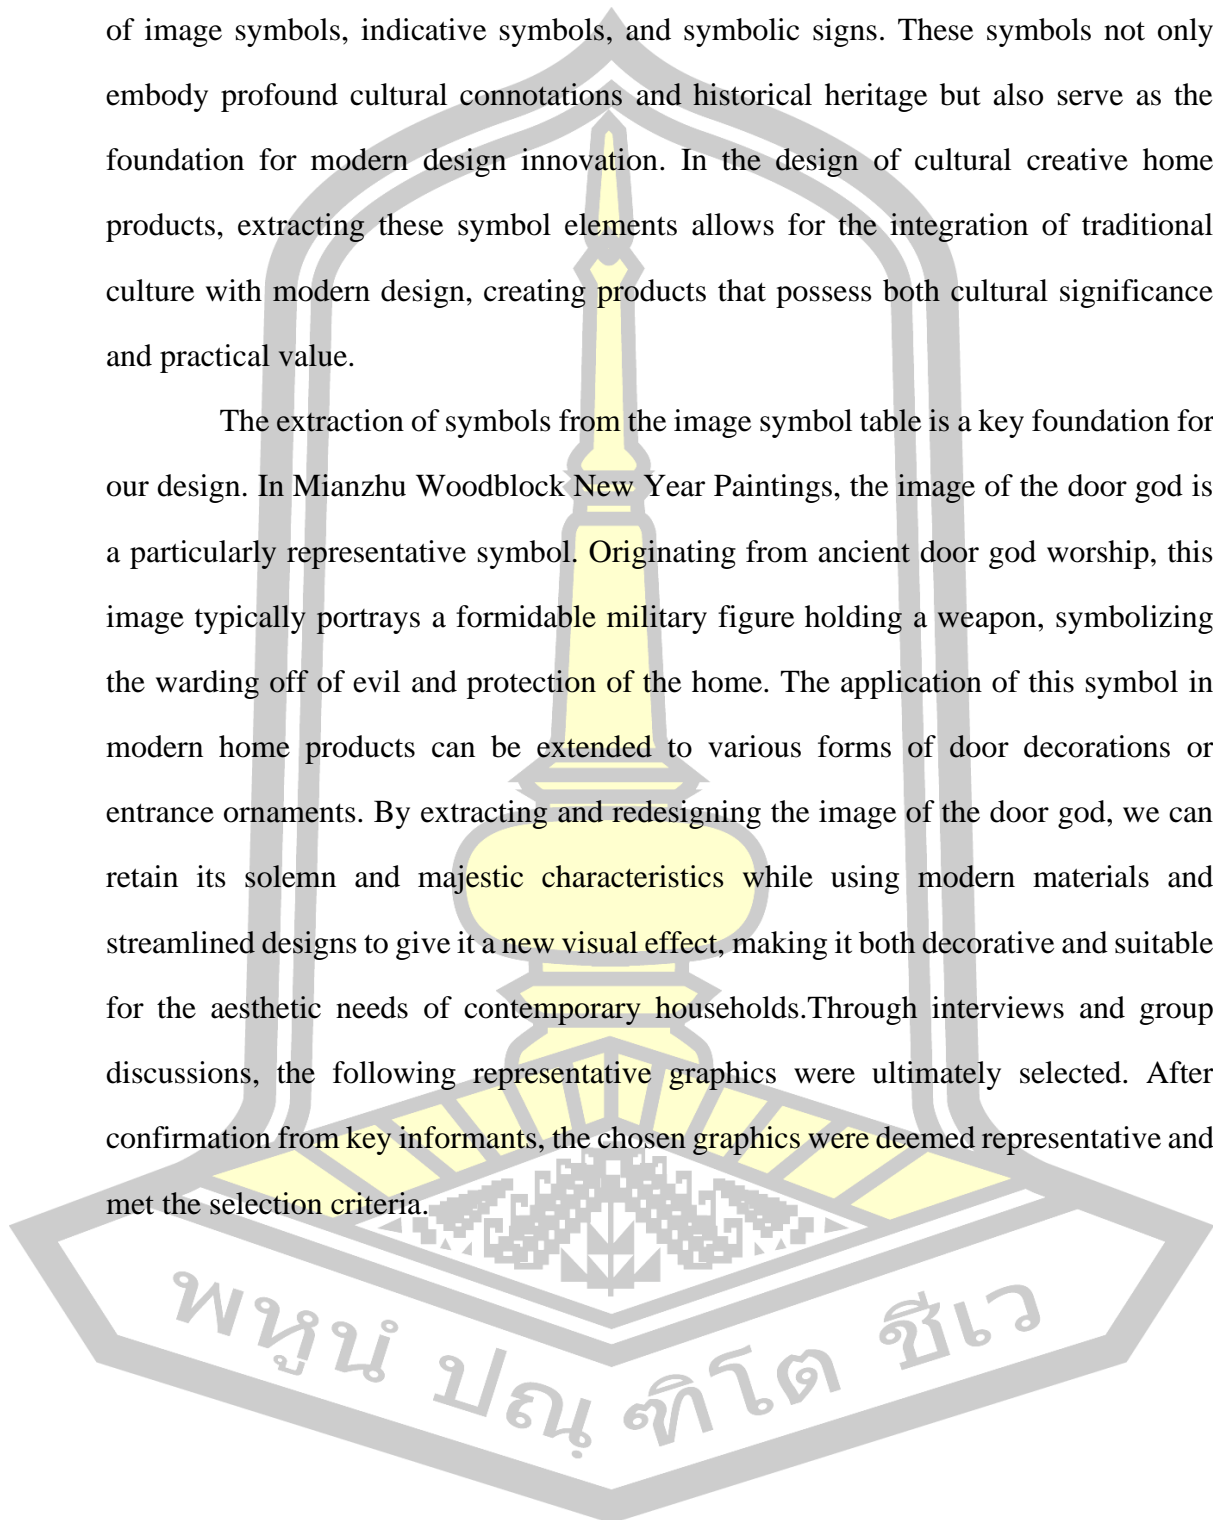 of image symbols, indicative symbols, and symbolic signs. These symbols not only
embody profound cultural connotations and historical heritage but also serve as the
foundation for modern design innovation. In the design of cultural creative home
products, extracting these symbol elements allows for the integration of traditional
culture with modern design, creating products that possess both cultural significance
and practical value.
The extraction of symbols from the image symbol table is a key foundation for
our design. In Mianzhu Woodblock New Year Paintings, the image of the door god is
a particularly representative symbol. Originating from ancient door god worship, this
image typically portrays a formidable military figure holding a weapon, symbolizing
the warding off of evil and protection of the home. The application of this symbol in
modern home products can be extended to various forms of door decorations or
entrance ornaments. By extracting and redesigning the image of the door god, we can
retain its solemn and majestic characteristics while using modern materials and
streamlined designs to give it a new visual effect, making it both decorative and suitable
for the aesthetic needs of contemporary households.Through interviews and group
discussions, the following representative graphics were ultimately selected. After
confirmation from key informants, the chosen graphics were deemed representative and
met the selection criteria.
พหูนํ ปณฺ ฑิโต ชีเว